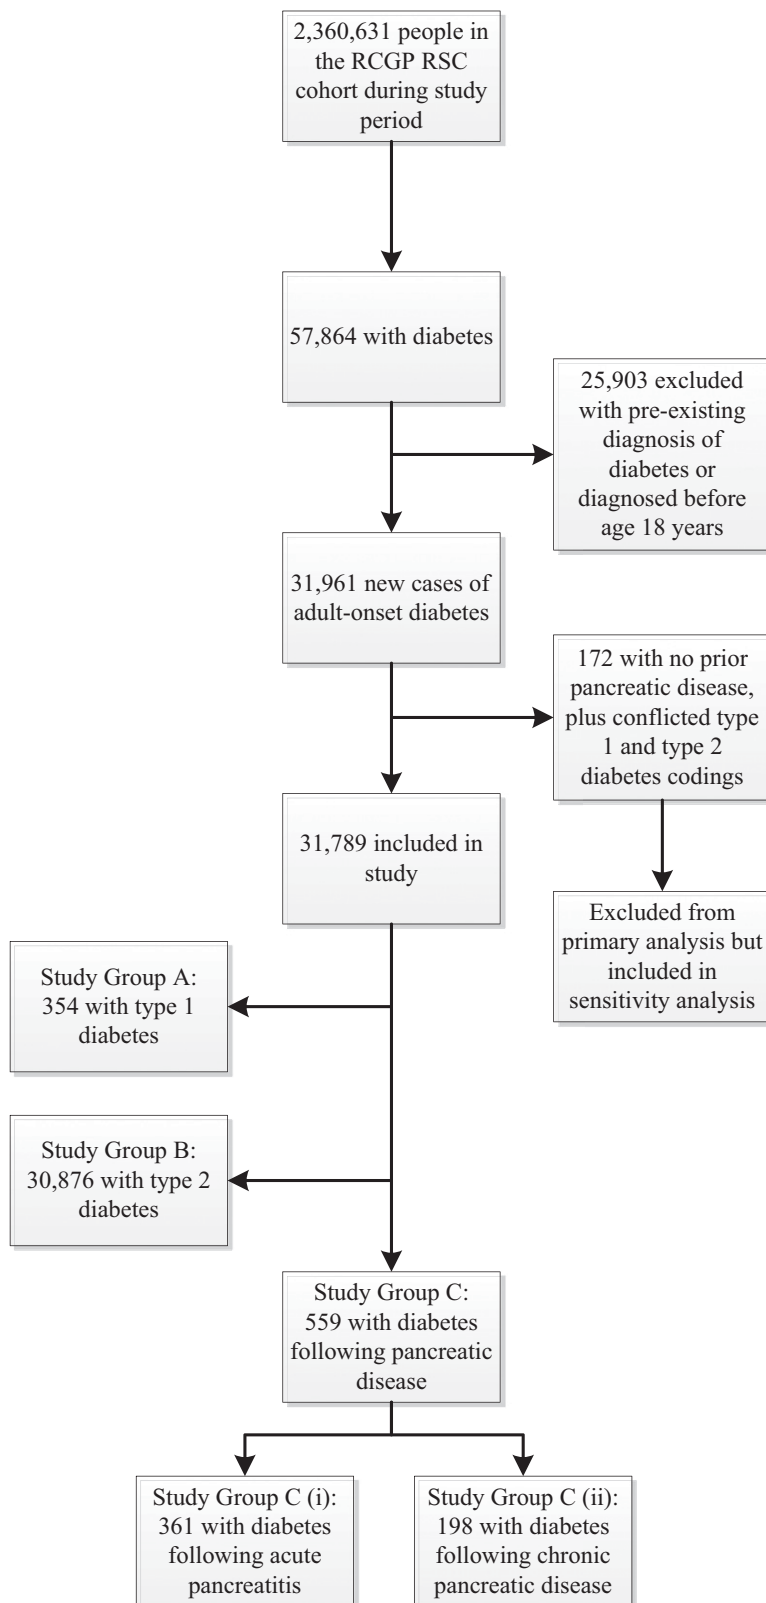 2,360,631 people in
the RCGP RSC
cohort during study
period
57,864 with diabetes
25,903 excluded
with pre-existing
diagnosis of
diabetes or
diagnosed before
age 18 years
31,961 new cases of
adult-onset diabetes
172 with no prior
pancreatic disease,
plus conflicted type
1 and type 2
diabetes codings
31,789 included in
study
Excluded from
primary analysis but
included in
sensitivity analysis
Study Group A:
354 with type 1
diabetes
Study Group B:
30,876 with type 2
diabetes
Study Group C:
559 with diabetes
following pancreatic
disease
Study Group C (i):
361 with diabetes
following acute
pancreatitis
Study Group C (ii):
198 with diabetes
following chronic
pancreatic disease